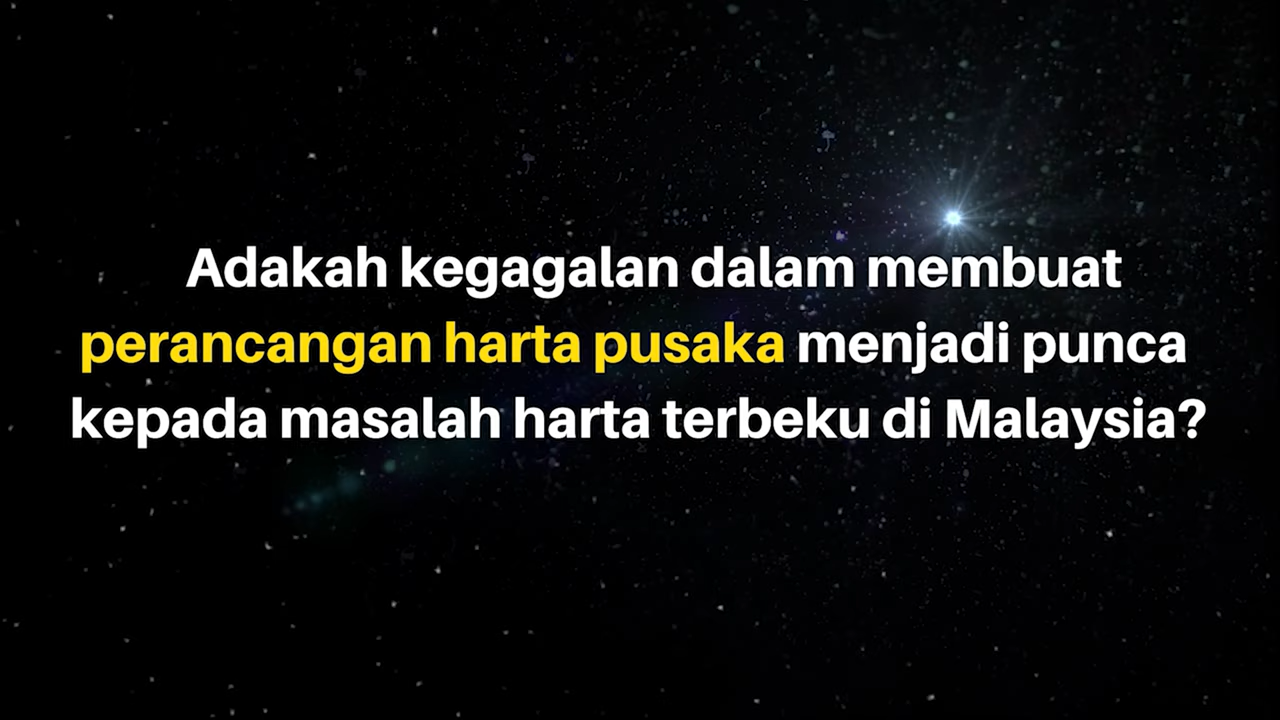 Adakah kegagalan dalam membuat
perancangan harta pusaka menjadi punca
kepada masalah harta terbeku di Malaysia?